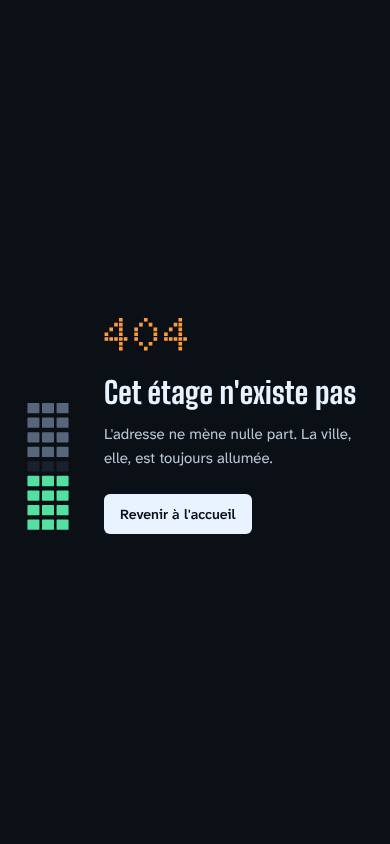 404
Cet étage n'existe pas
L'adresse ne mène nulle part. La ville,
elle, est toujours allumée.
Revenir à l'accueil